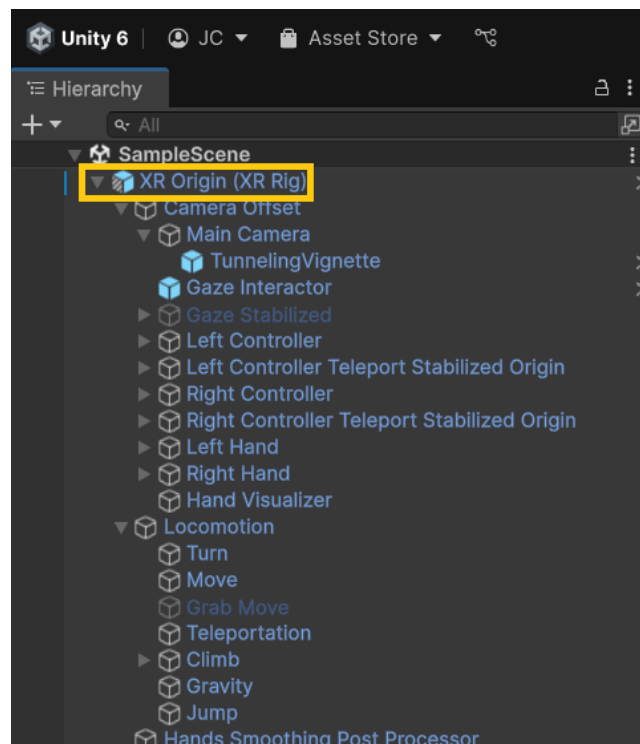 Unity 6 JC Asset Store
Hierarchy
All
SampleScene
XR Origin (XR Rig)
Camera Offset
Main Camera
TunnelingVignette
Gaze Interactor
Gaze Stabilized
Left Controller
Left Controller Teleport Stabilized Origin
Right Controller
Right Controller Teleport Stabilized Origin
Left Hand
Right Hand
Hand Visualizer
Locomotion
Turn
Move
Grab Move
Teleportation
Climb
Gravity
Jump
Hands Smoothing Post Processor